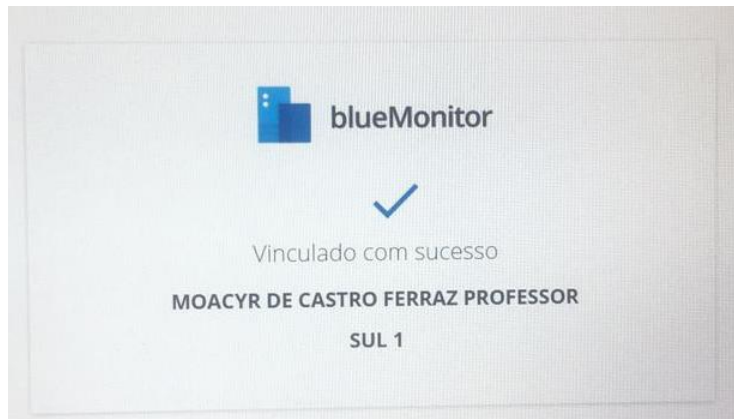 blueMonitor
Vinculado com sucesso
MOACYR DE CASTRO FERRAZ PROFESSOR
SUL 1